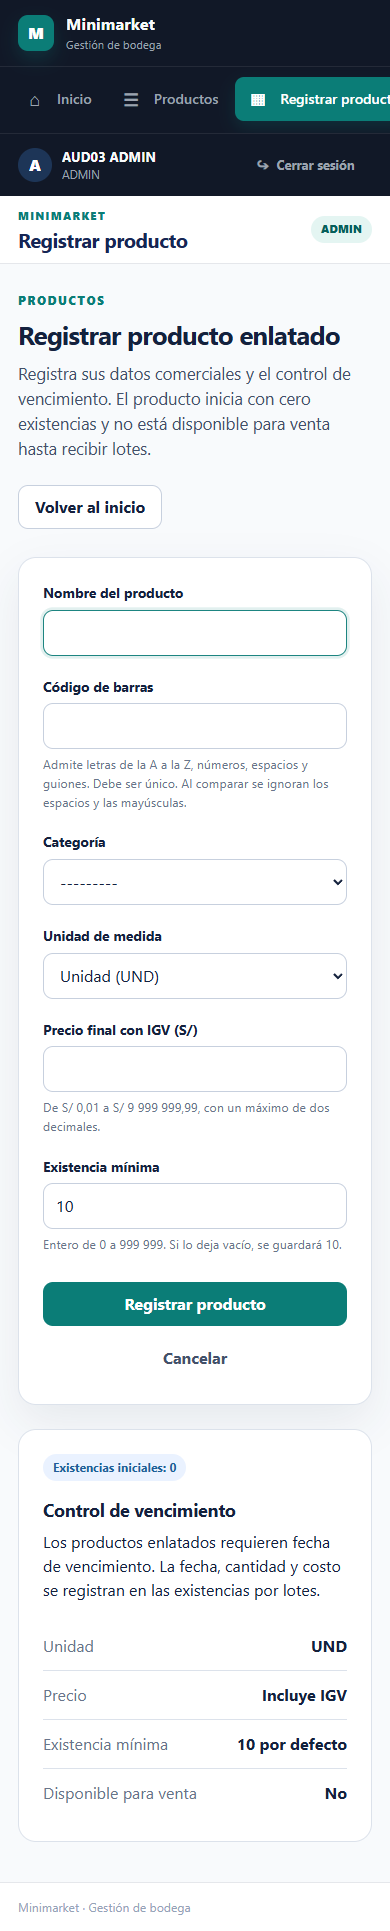 M
Minimarket
Gestión de bodega
Inicio
Productos
Registrar product
A
AUD03 ADMIN
ADMIN
Cerrar sesión
MINIMARKET
Registrar producto
ADMIN
PRODUCTOS
Registrar producto enlatado
Registra sus datos comerciales y el control de
vencimiento. El producto inicia con cero
existencias y no está disponible para venta
hasta recibir lotes.
Volver al inicio
Nombre del producto
Código de barras
Admite letras de la A a la Z, números, espacios y
guiones. Debe ser único. Al comparar se ignoran los
espacios y las mayúsculas.
Categoría
---------
Unidad de medida
Unidad (UND)
Precio final con IGV (S/)
De S/ 0,01 a S/ 9 999 999,99, con un máximo de dos
decimales.
Existencia mínima
10
Entero de 0 a 999 999. Si lo deja vacío, se guardará 10.
Registrar producto
Cancelar
Existencias iniciales: 0
Control de vencimiento
Los productos enlatados requieren fecha
de vencimiento. La fecha, cantidad y costo
se registran en las existencias por lotes.
Unidad UND
Precio Incluye IGV
Existencia mínima 10 por defecto
Disponible para venta No
Minimarket · Gestión de bodega